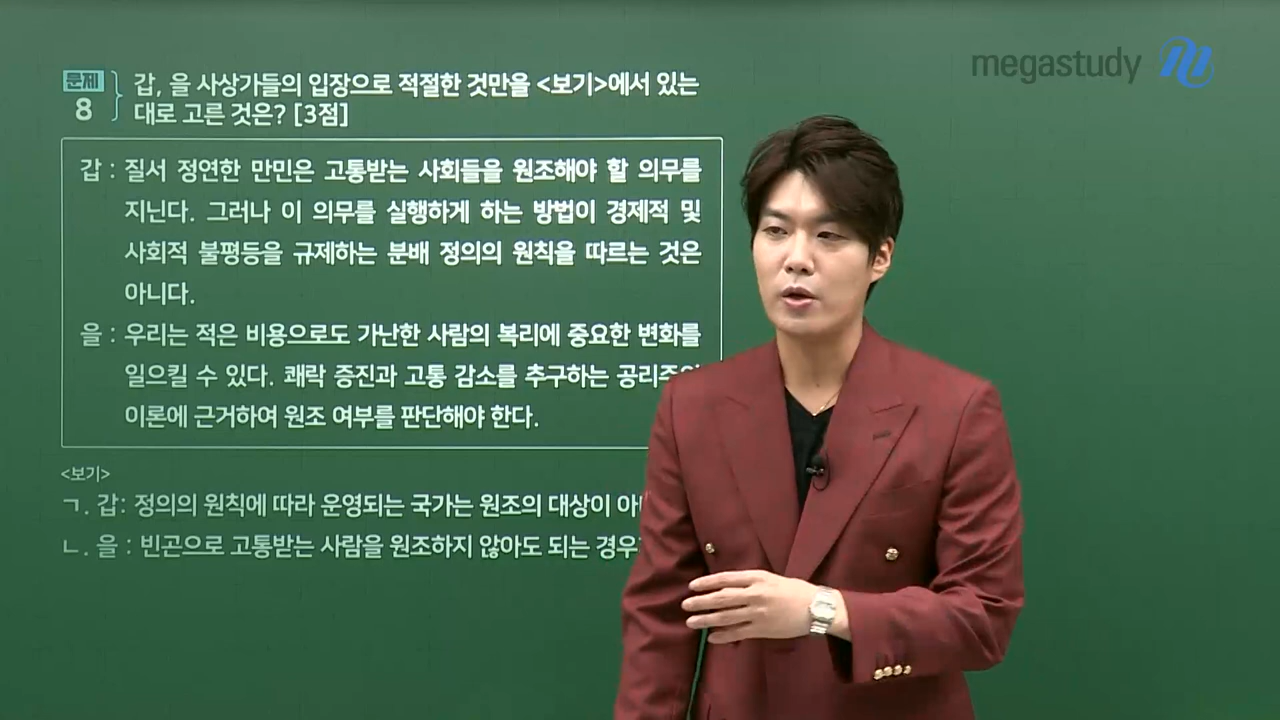 megastudy
문제 갑, 을 사상가들의 입장으로 적절한 것만을 <보기>에서 있는
8 대로 고른 것은? [3점]
갑 : 질서 정연한 만민은 고통받는 사회들을 원조해야 할 의무를
지닌다. 그러나 이 의무를 실행하게 하는 방법이 경제적 및
사회적 불평등을 규제하는 분배 정의의 원칙을 따르는 것은
아니다.
을 : 우리는 적은 비용으로도 가난한 사람의 복리에 중요한 변화를
일으킬 수 있다. 쾌락 증진과 고통 감소를 추구하는 공리주의
이론에 근거하여 원조 여부를 판단해야 한다.
<보기>
ㄱ. 갑: 정의의 원칙에 따라 운영되는 국가는 원조의 대상이
ㄴ. 을 : 빈곤으로 고통받는 사람을 원조하지 않아도 되는